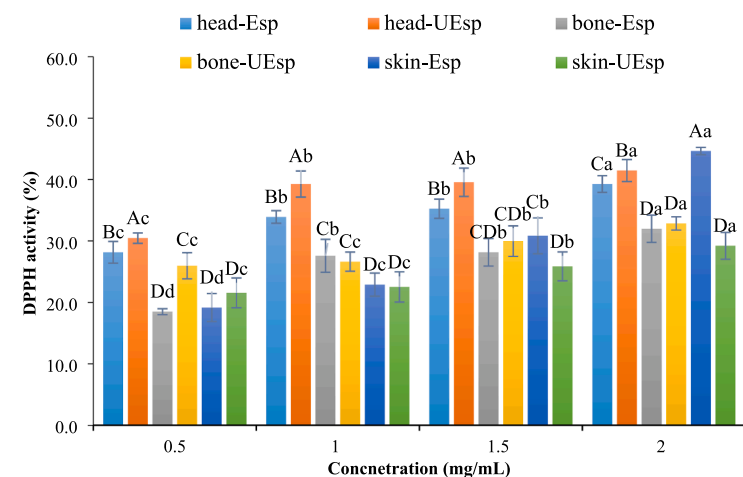 head-Esp head-UEsp bone-Esp
bone-UEsp skin-Esp skin-UEsp
DPPH activity (%)
60.0
50.0
40.0
30.0
20.0
10.0
0.0
Bc Ac Dd Cc Dd Dc
Bb Ab Cb Cc Dc Dc
Bb Ab CDb CDb Cb Db
Ca Ba Da Da Aa Da
0.5 1 1.5 2
Concnetration (mg/mL)